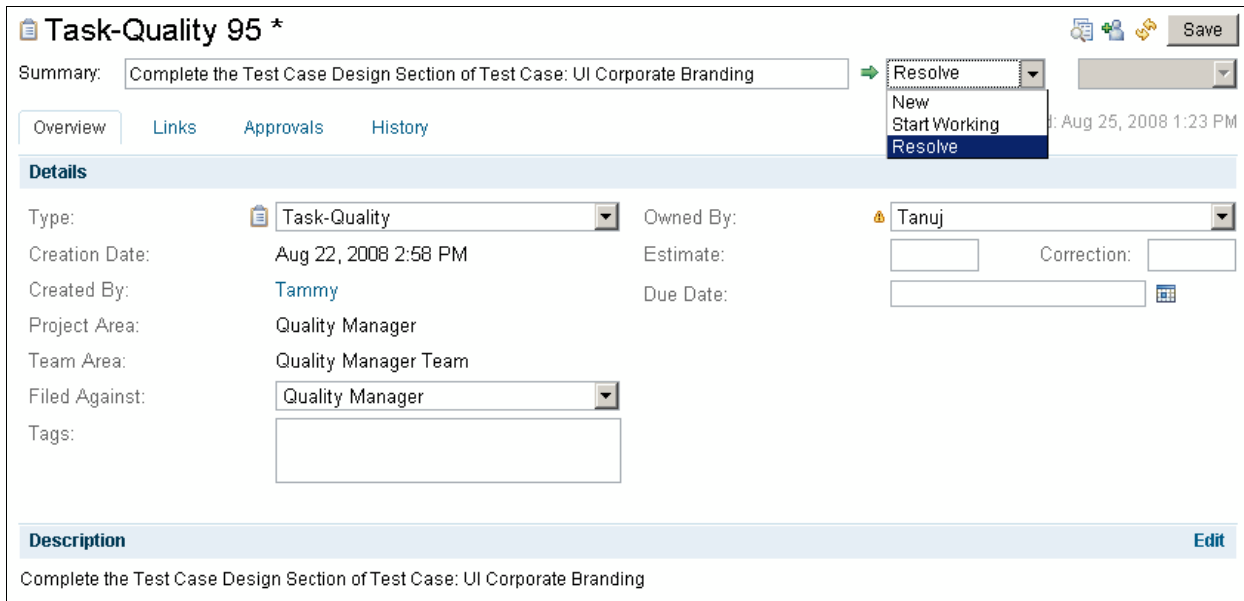 Task-Quality 95 *
Save
Summary: Complete the Test Case Design Section of Test Case: UI Corporate Branding Resolve
New
Start Working
Resolve
Overview Links Approvals History : Aug 25, 2008 1:23 PM
Details
Type: Task-Quality Owned By: Tanuj
Creation Date: Aug 22, 2008 2:58 PM Estimate: Correction:
Created By: Tammy Due Date:
Project Area: Quality Manager
Team Area: Quality Manager Team
Filed Against: Quality Manager
Tags:
Description Edit
Complete the Test Case Design Section of Test Case: UI Corporate Branding